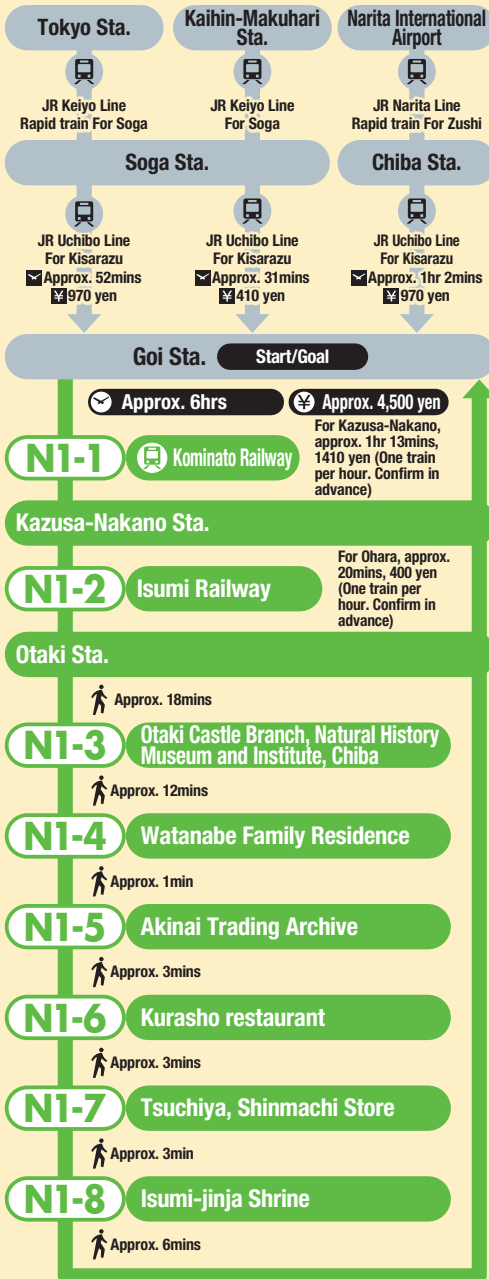 Tokyo Sta.
Kaihin-Makuhari
Sta.
Narita International
Airport
JR Keiyo Line
Rapid train For Soga
JR Keiyo Line
For Soga
JR Narita Line
Rapid train For Zushi
Soga Sta.
Chiba Sta.
JR Uchibo Line
For Kisarazu
Approx. 52mins
¥970 yen
JR Uchibo Line
For Kisarazu
Approx. 31mins
¥410 yen
JR Uchibo Line
For Kisarazu
Approx. 1hr 2mins
¥970 yen
Goi Sta.
Start/Goal
Approx. 6hrs
¥ Approx. 4,500 yen
N1-1
Kominato Railway
For Kazusa-Nakano,
approx. 1hr 13mins,
1410 yen (One train
per hour. Confirm in
advance)
Kazusa-Nakano Sta.
N1-2
Isumi Railway
For Ohara, approx.
20mins, 400 yen
(One train per
hour. Confirm in
advance)
Otaki Sta.
Approx. 18mins
N1-3
Otaki Castle Branch, Natural History
Museum and Institute, Chiba
Approx. 12mins
N1-4
Watanabe Family Residence
Approx. 1min
N1-5
Akinai Trading Archive
Approx. 3mins
N1-6
Kurasho restaurant
Approx. 3mins
N1-7
Tsuchiya, Shinmachi Store
Approx. 3min
N1-8
Isumi-jinja Shrine
Approx. 6mins